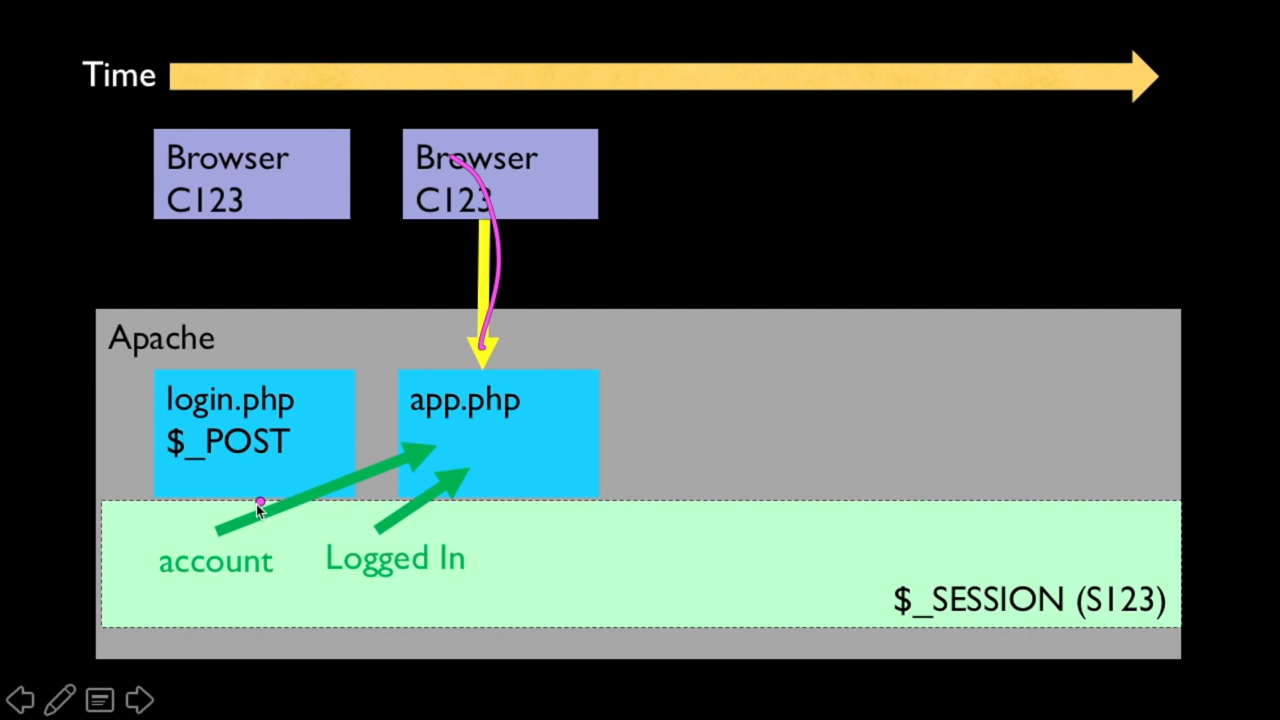 Time
Browser
C123
Browser
C123
Apache
login.php
$_POST
app.php
account
Logged In
$_SESSION (S123)